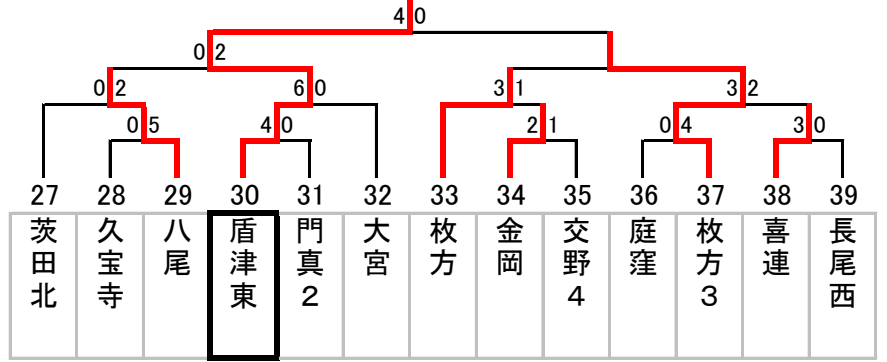 4 0
0 2
0 2 6 0 3 1 3 2
0 5 4 0 2 1 0 4 3 0
27 28 29 30 31 32 33 34 35 36 37 38 39
茨田北
久宝寺
八尾
盾津東
門真２
大宮
枚方
金岡
交野４
庭窪
枚方３
喜連
長尾西